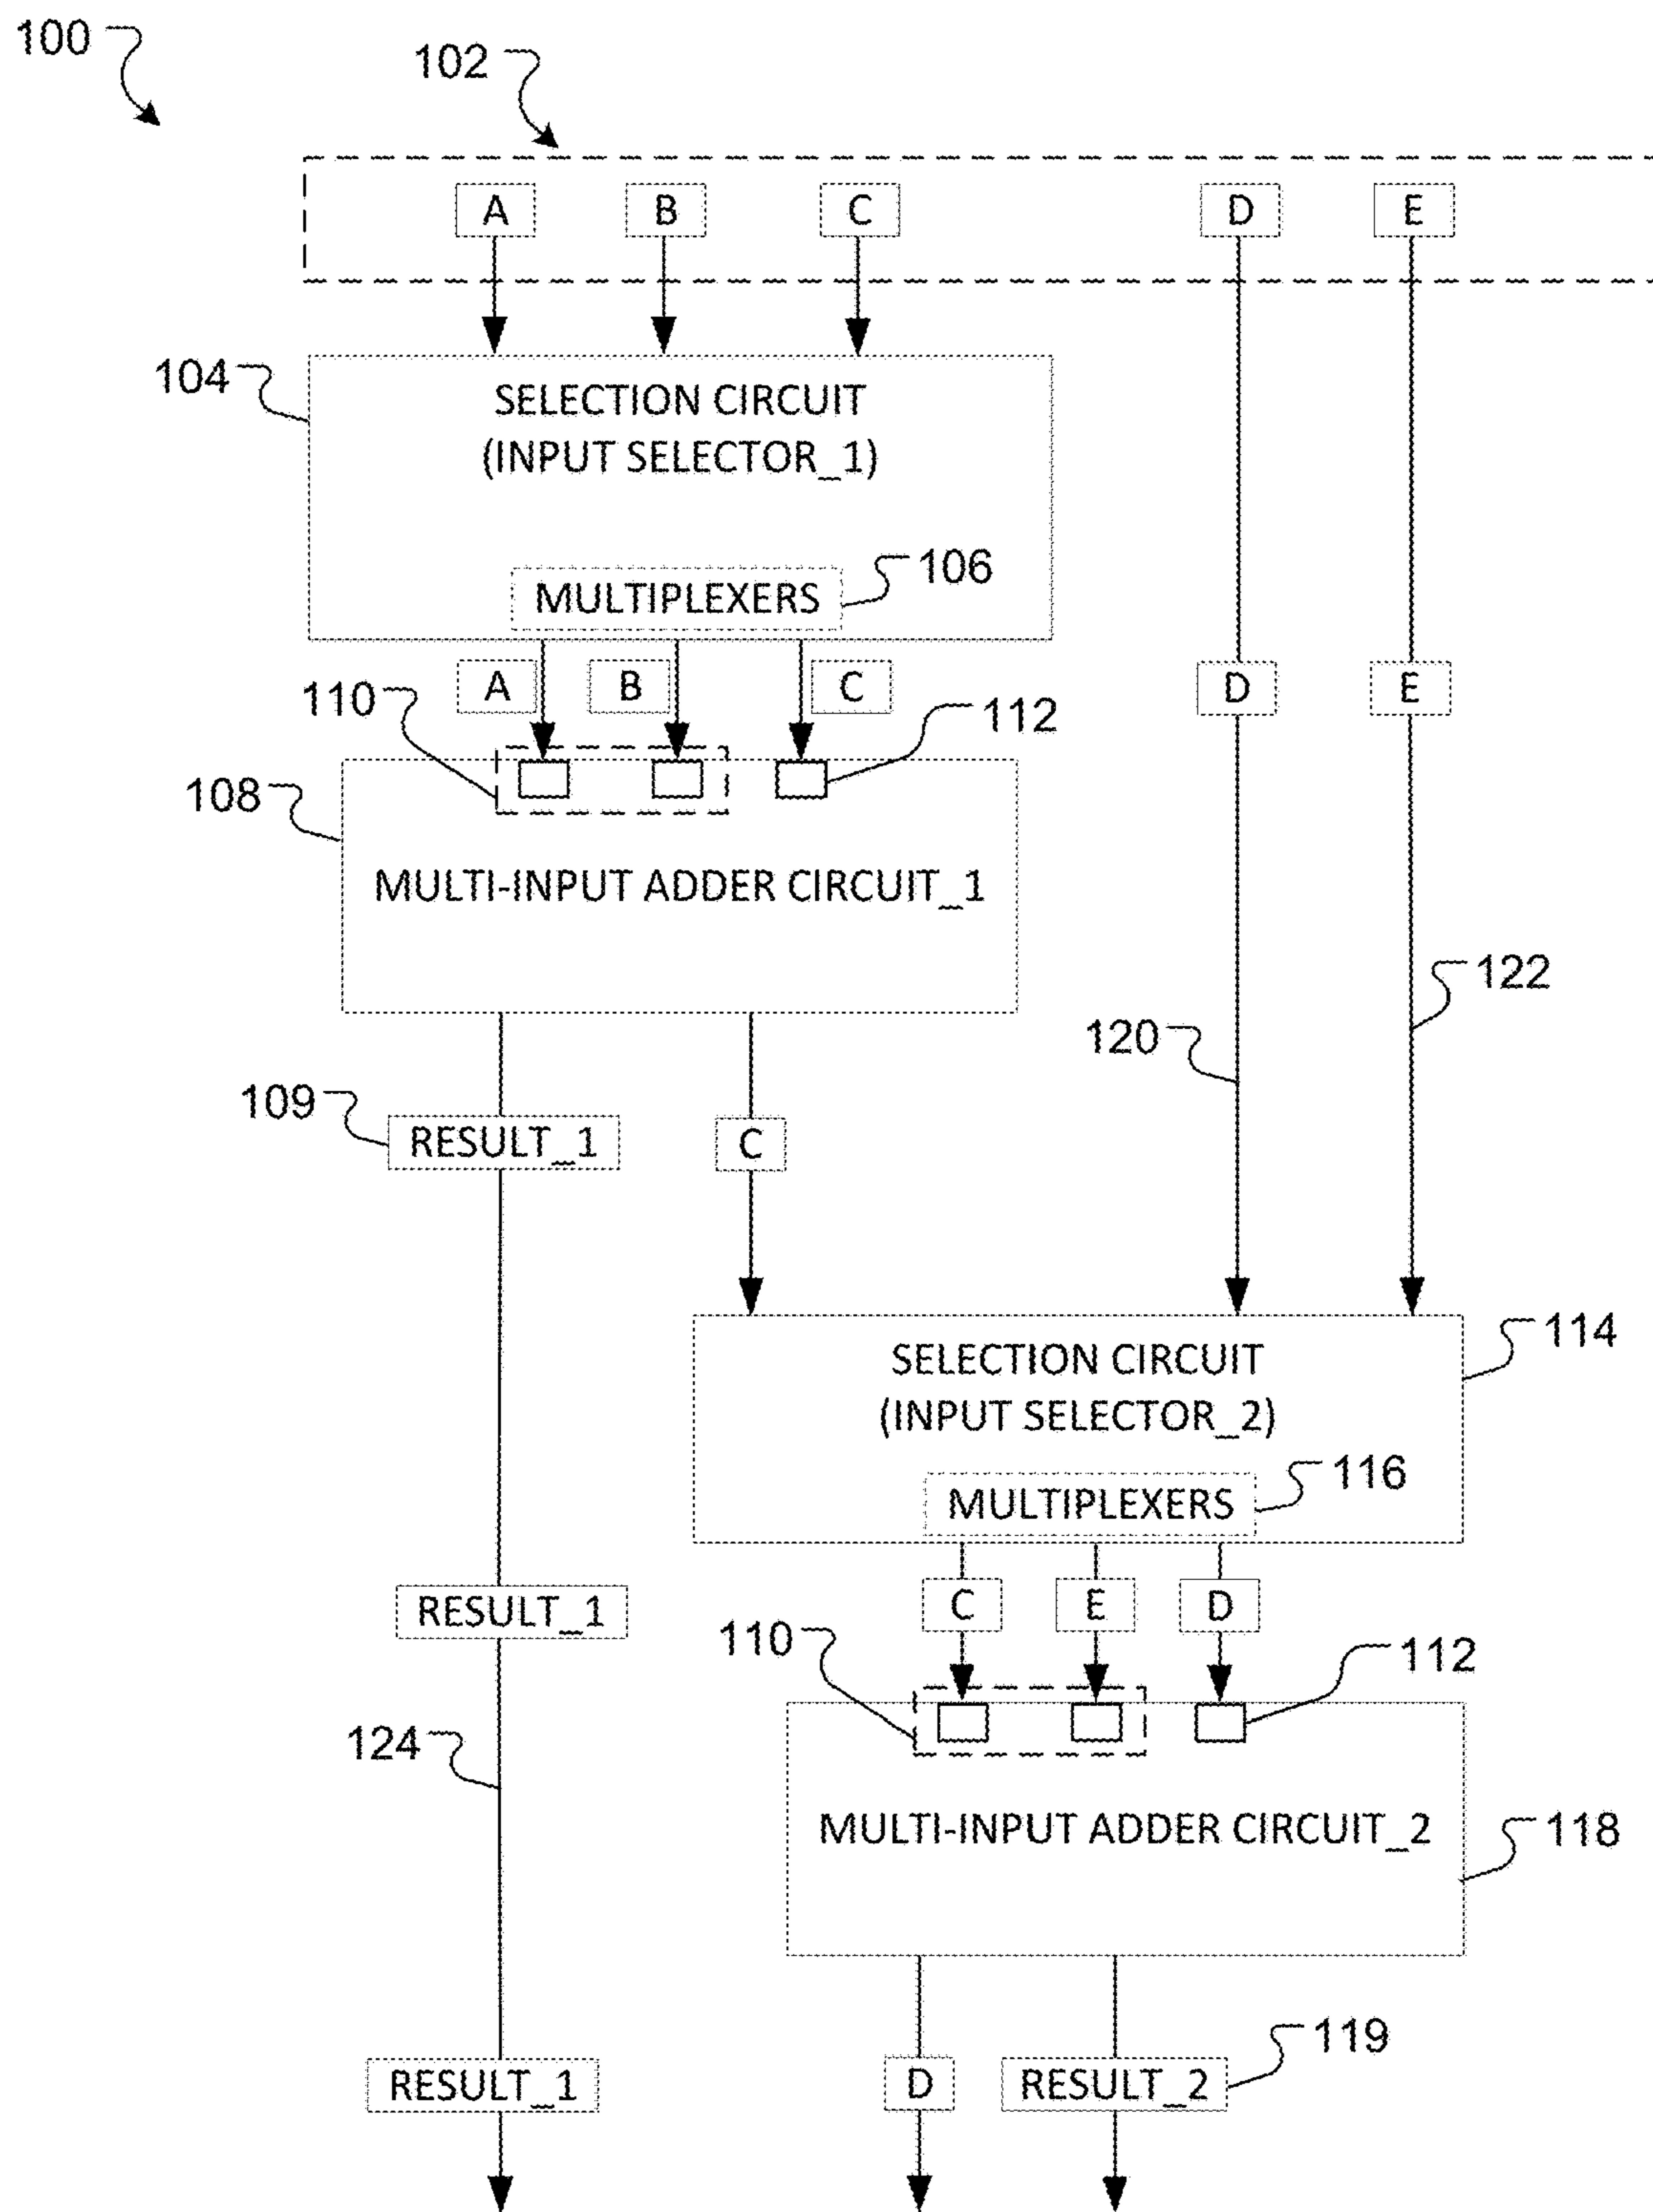 100
102
A B C D E
104
SELECTION CIRCUIT
(INPUT SELECTOR_1)
MULTIPLEXERS
106
A B C D E
110
112
108
MULTI-INPUT ADDER CIRCUIT_1
122
120
109
RESULT_1 C
SELECTION CIRCUIT
(INPUT SELECTOR_2)
114
MULTIPLEXERS
116
RESULT_1 C E D
110
112
124
MULTI-INPUT ADDER CIRCUIT_2
118
119
RESULT_1 D RESULT_2